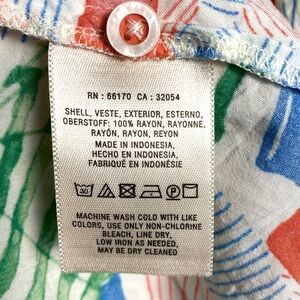 RN : 66170 CA : 32054
SHELL, VESTE, EXTERIOR, ESTERNO,
OBERSTOFF: 100% RAYON, RAYONNE,
RAYÓN, RAYON, REYON
MADE IN INDONESIA,
HECHO EN INDONESIA,
FABRIQUÉ EN INDONÉSIE
30 P
MACHINE WASH COLD WITH LIKE
COLORS, USE ONLY NON-CHLORINE
BLEACH, LINE DRY,
LOW IRON AS NEEDED,
MAY BE DRY CLEANED